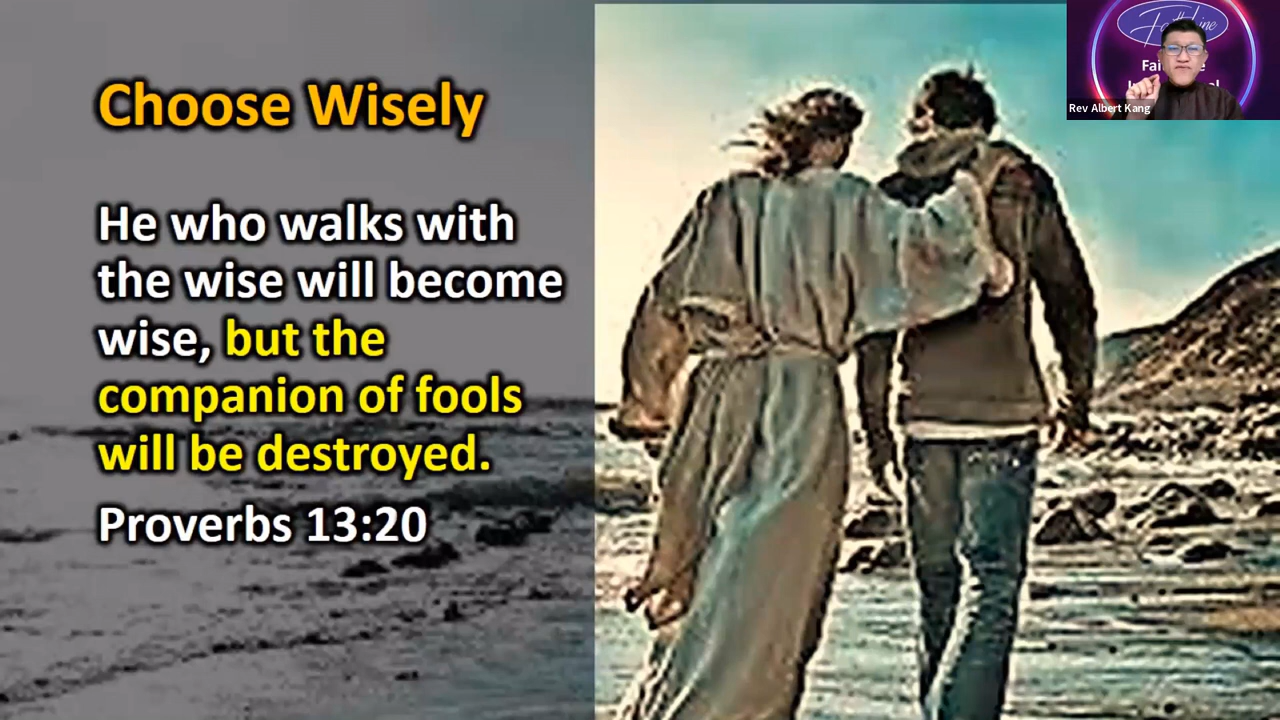 Choose Wisely
He who walks with
the wise will become
wise, but the
companion of fools
will be destroyed.
Proverbs 13:20
Rev Albert Kang